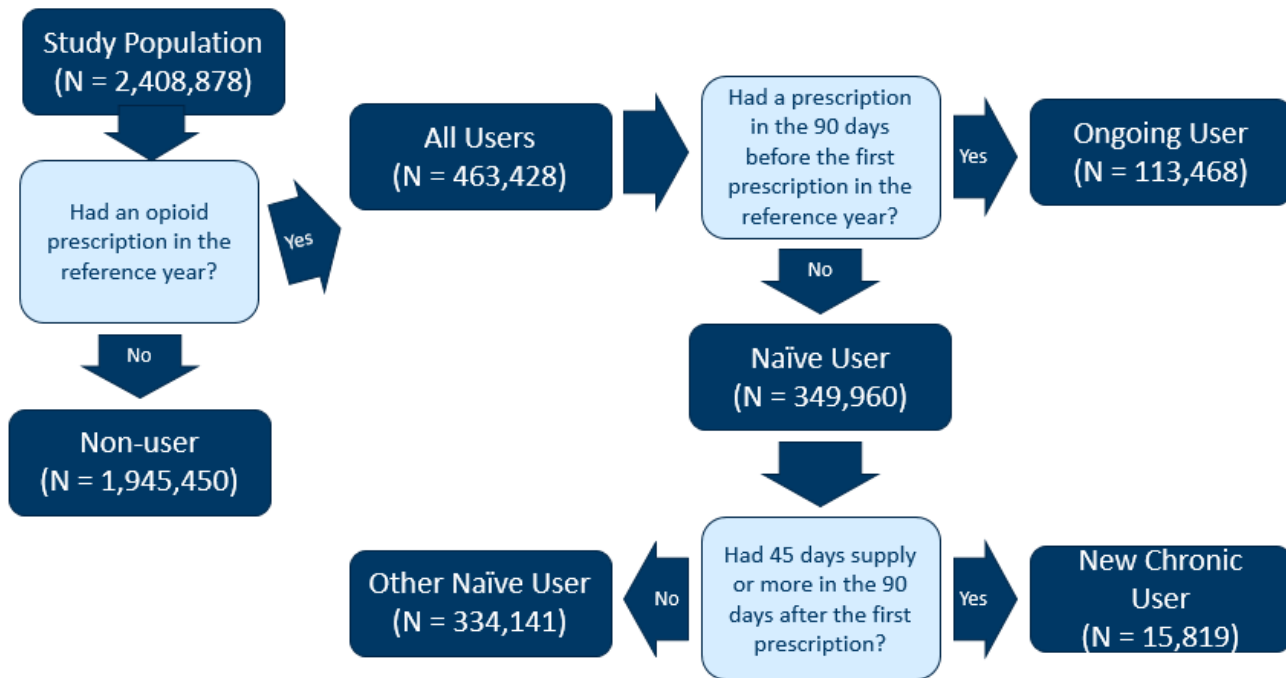 Study Population
(N = 2,408,878)
Had an opioid
prescription in the
reference year?
Yes
No
Non-user
(N = 1,945,450)
All Users
(N = 463,428)
Had a prescription
in the 90 days
before the first
prescription in the
reference year?
Yes
Ongoing User
(N = 113,468)
No
Naïve User
(N = 349,960)
Had 45 days supply
or more in the 90
days after the first
prescription?
No
Other Naïve User
(N = 334,141)
Yes
New Chronic
User
(N = 15,819)